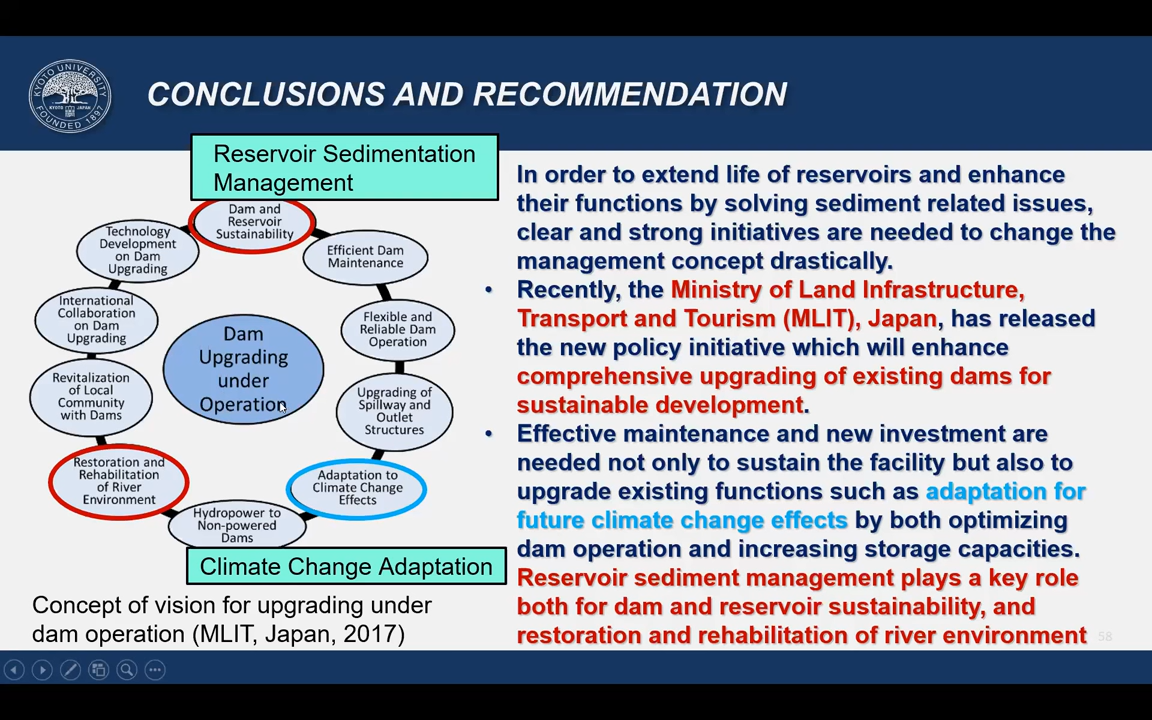 KYOTO UNIVERSITY
FOUNDED 1897
KYOTO JAPAN
CONCLUSIONS AND RECOMMENDATION
Reservoir Sedimentation
Management
Dam and
Reservoir
Sustainability
Efficient Dam
Maintenance
Flexible and
Reliable Dam
Operation
Upgrading of
Spillway and
Outlet
Structures
Adaptation to
Climate Change
Effects
Hydropower to
Non-powered
Dams
Restoration and
Rehabilitation
of River
Environment
Revitalization
of Local
Community
with Dams
International
Collaboration
on Dam
Upgrading
Technology
Development
on Dam
Upgrading
Dam
Upgrading
under
Operation
Climate Change Adaptation
Concept of vision for upgrading under
dam operation (MLIT, Japan, 2017)
In order to extend life of reservoirs and enhance
their functions by solving sediment related issues,
clear and strong initiatives are needed to change the
management concept drastically.
• Recently, the Ministry of Land Infrastructure,
Transport and Tourism (MLIT), Japan, has released
the new policy initiative which will enhance
comprehensive upgrading of existing dams for
sustainable development.
• Effective maintenance and new investment are
needed not only to sustain the facility but also to
upgrade existing functions such as adaptation for
future climate change effects by both optimizing
dam operation and increasing storage capacities.
Reservoir sediment management plays a key role
both for dam and reservoir sustainability, and
restoration and rehabilitation of river environment
58